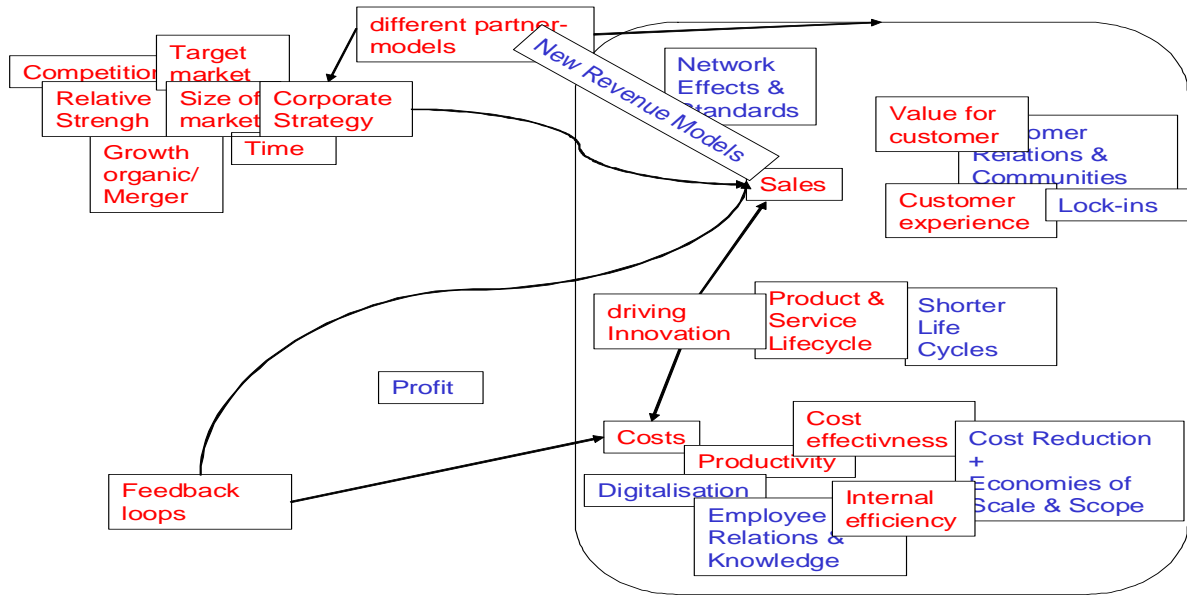 different partner-
models
Target
market
Competition
Relative
Strengh
Size of
market
Corporate
Strategy
Time
Growth
organic/
Merger
New Revenue Models
Network
Effects &
Standards
Value for
customer
omer
Relations &
Communities
Customer
experience
Lock-ins
Sales
driving
Innovation
Product &
Service
Lifecycle
Shorter
Life
Cycles
Profit
Costs
Cost
effectivness
Productivity
Cost Reduction
+
Economies of
Scale & Scope
Digitalisation
Internal
efficiency
Employee
Relations &
Knowledge
Feedback
loops